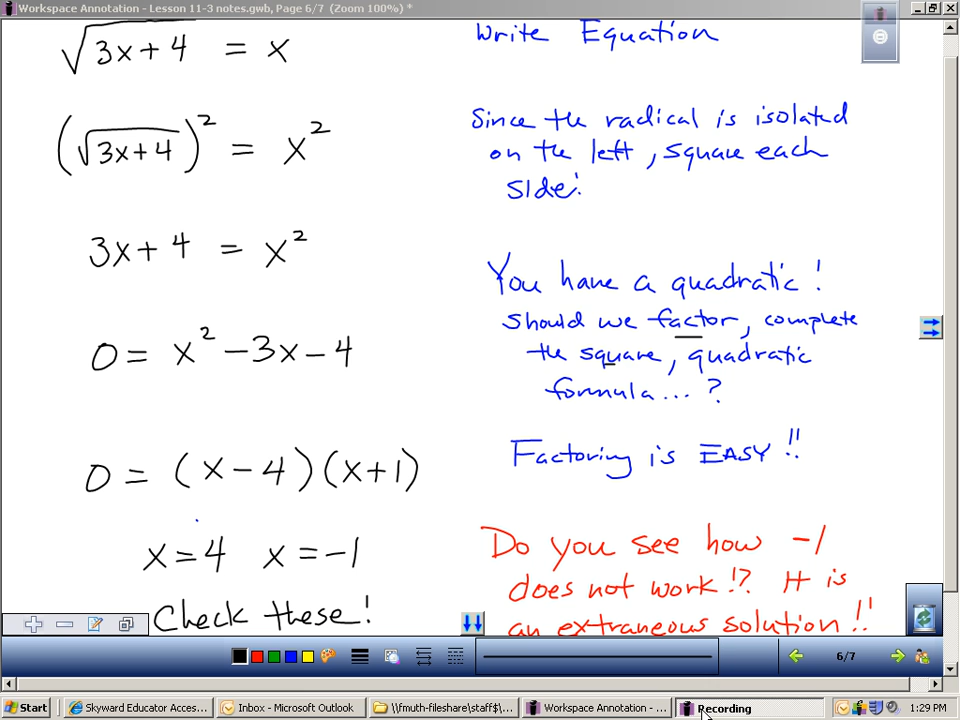 Workspace Annotation - Lesson 11-3 notes.gwb, Page 6/7 (Zoom 100%) *
√3x+4 = x
Write Equation
(√3x+4)² = x²
Since the radical is isolated
on the left, square each
side!
3x+4 = x²
You have a quadratic!
Should we factor, complete
the square, quadratic
formula...?
0 = x² -3x-4
Factoring is EASY!!
0 = (x-4)(x+1)
x=4 x=-1
Do you see how -1
does not work!? It is
an extraneous solution!!
Check these!
6/7
Start
Skyward Educator Acces...
Inbox - Microsoft Outlook
\\fmuth-fileshare\staff$\...
Workspace Annotation - ...
Recording
1:29 PM